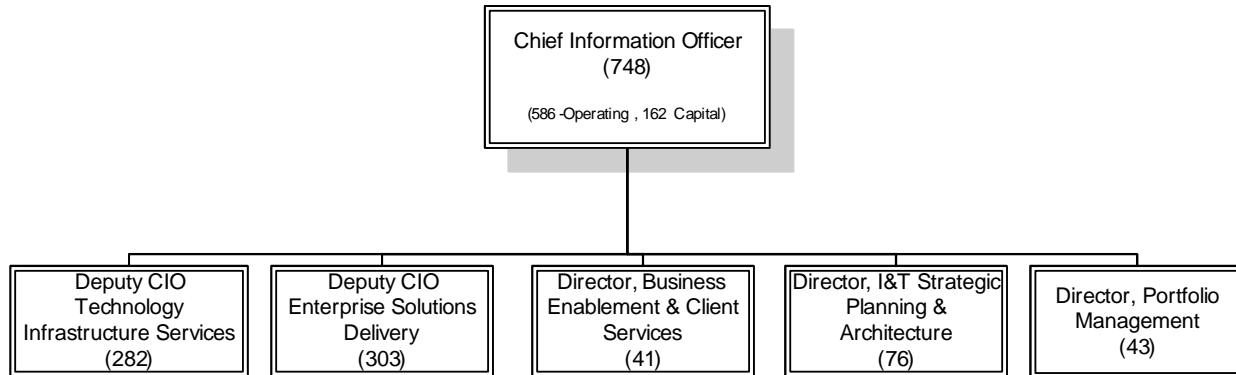 Chief Information Officer
(748)
(586 -Operating , 162 Capital)
Deputy CIO
Technology
Infrastructure Services
(282)
Deputy CIO
Enterprise Solutions
Delivery
(303)
Director, Business
Enablement & Client
Services
(41)
Director, I&T Strategic
Planning &
Architecture
(76)
Director, Portfolio
Management
(43)